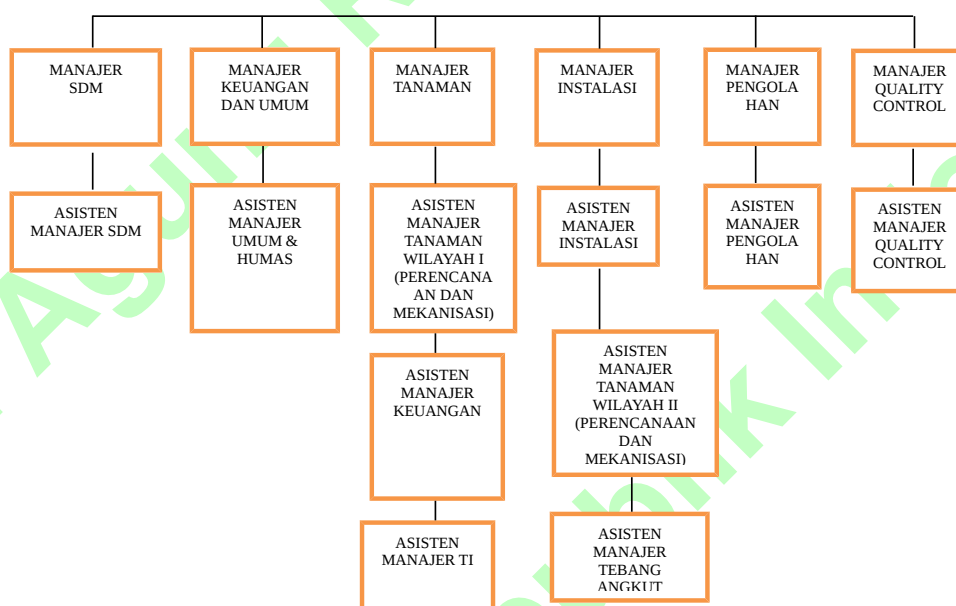 MANAJER
SDM
MANAJER
KEUANGAN
DAN UMUM
MANAJER
TANAMAN
MANAJER
INSTALASI
MANAJER
PENGOLA
HAN
MANAJER
QUALITY
CONTROL
ASISTEN
MANAJER SDM
ASISTEN
MANAJER
UMUM &
HUMAS
ASISTEN
MANAJER
TANAMAN
WILAYAH I
(PERENCANA
AN DAN
MEKANISASI)
ASISTEN
MANAJER
INSTALASI
ASISTEN
MANAJER
PENGOLA
HAN
ASISTEN
MANAJER
QUALITY
CONTROL
ASISTEN
MANAJER
KEUANGAN
ASISTEN
MANAJER
TANAMAN
WILAYAH II
(PERENCANAAN
DAN
MEKANISASI)
ASISTEN
MANAJER TI
ASISTEN
MANAJER
TEBANG
ANGKUT